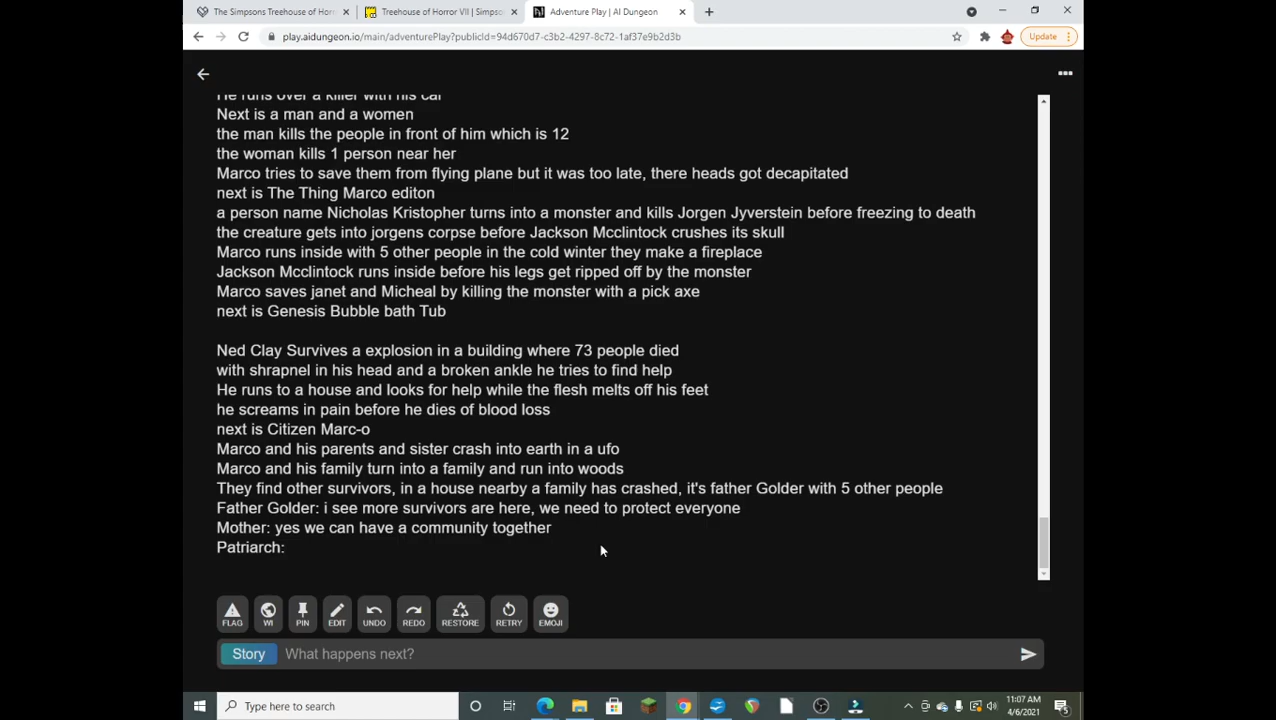 The Simpsons Treehouse of Horr
Treehouse of Horror VII | Simpso
Adventure Play | AI Dungeon
play.aidungeon.io/main/adventurePlay?publicId=94d670d7-c3b2-4297-8c72-1af37e9b2d3b
Update
He runs over a killer with his car
Next is a man and a women
the man kills the people in front of him which is 12
the woman kills 1 person near her
Marco tries to save them from flying plane but it was too late, there heads got decapitated
next is The Thing Marco editon
a person name Nicholas Kristopher turns into a monster and kills Jorgen Jyverstein before freezing to death
the creature gets into jorgens corpse before Jackson Mcclintock crushes its skull
Marco runs inside with 5 other people in the cold winter they make a fireplace
Jackson Mcclintock runs inside before his legs get ripped off by the monster
Marco saves janet and Micheal by killing the monster with a pick axe
next is Genesis Bubble bath Tub
Ned Clay Survives a explosion in a building where 73 people died
with shrapnel in his head and a broken ankle he tries to find help
He runs to a house and looks for help while the flesh melts off his feet
he screams in pain before he dies of blood loss
next is Citizen Marc-o
Marco and his parents and sister crash into earth in a ufo
Marco and his family turn into a family and run into woods
They find other survivors, in a house nearby a family has crashed, it's father Golder with 5 other people
Father Golder: i see more survivors are here, we need to protect everyone
Mother: yes we can have a community together
Patriarch:
FLAG WI PIN EDIT UNDO REDO RESTORE RETRY EMOJI
Story What happens next?
Type here to search
11:07 AM
4/6/2021
5